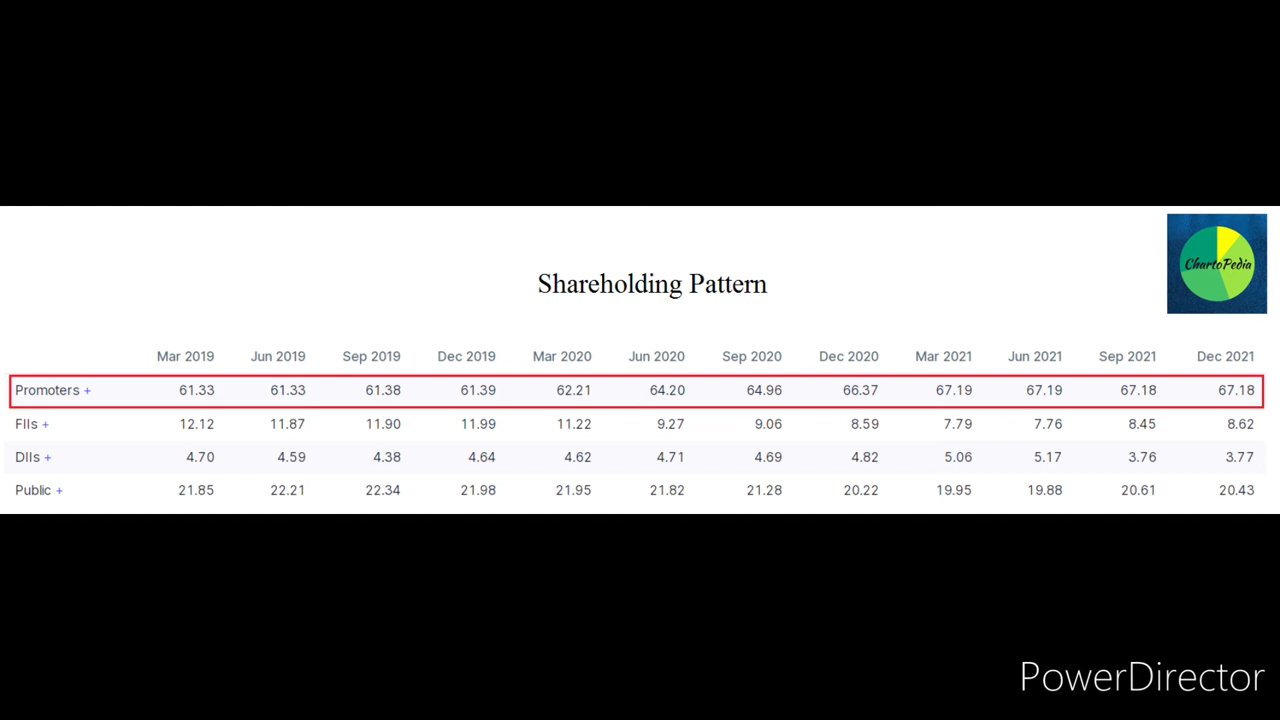 ChartoPedia
Shareholding Pattern
Mar 2019 Jun 2019 Sep 2019 Dec 2019 Mar 2020 Jun 2020 Sep 2020 Dec 2020 Mar 2021 Jun 2021 Sep 2021 Dec 2021
Promoters + 61.33 61.33 61.38 61.39 62.21 64.20 64.96 66.37 67.19 67.19 67.18 67.18
FIIs + 12.12 11.87 11.90 11.99 11.22 9.27 9.06 8.59 7.79 7.76 8.45 8.62
DIIs + 4.70 4.59 4.38 4.64 4.62 4.71 4.69 4.82 5.06 5.17 3.76 3.77
Public + 21.85 22.21 22.34 21.98 21.95 21.82 21.28 20.22 19.95 19.88 20.61 20.43
PowerDirector